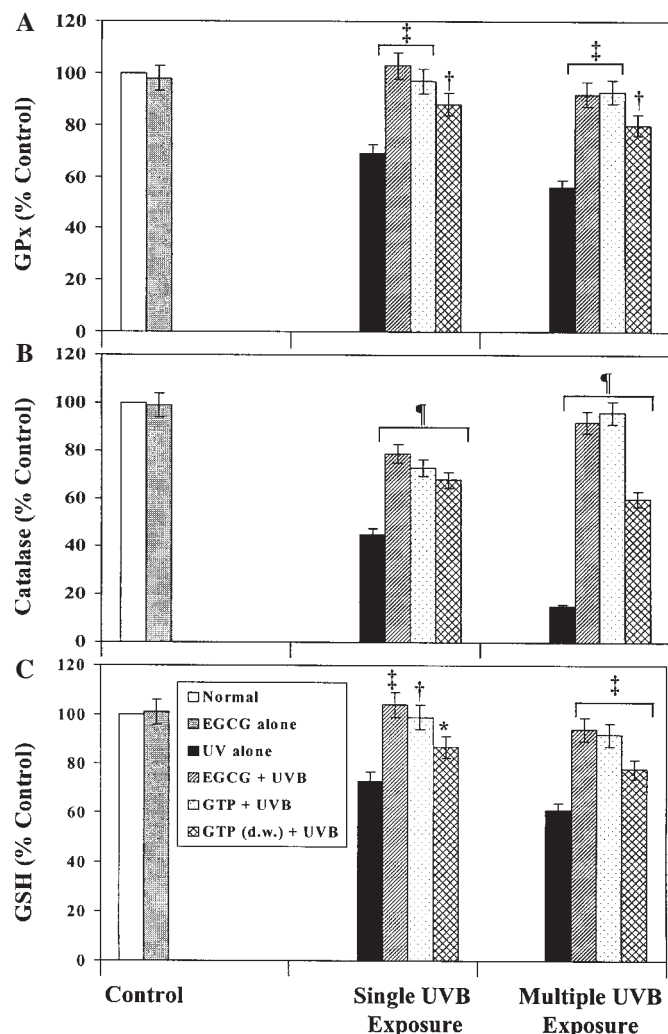 A
GPx (% Control)
120
100
80
60
40
20
0
‡
†
‡
†
B
Catalase (% Control)
120
100
80
60
40
20
0
¶
¶
C
GSH (% Control)
120
100
80
60
40
20
0
Normal
EGCG alone
UV alone
EGCG + UVB
GTP + UVB
GTP (d.w.) + UVB
‡
†
*
‡
Control
Single UVB
Exposure
Multiple UVB
Exposure